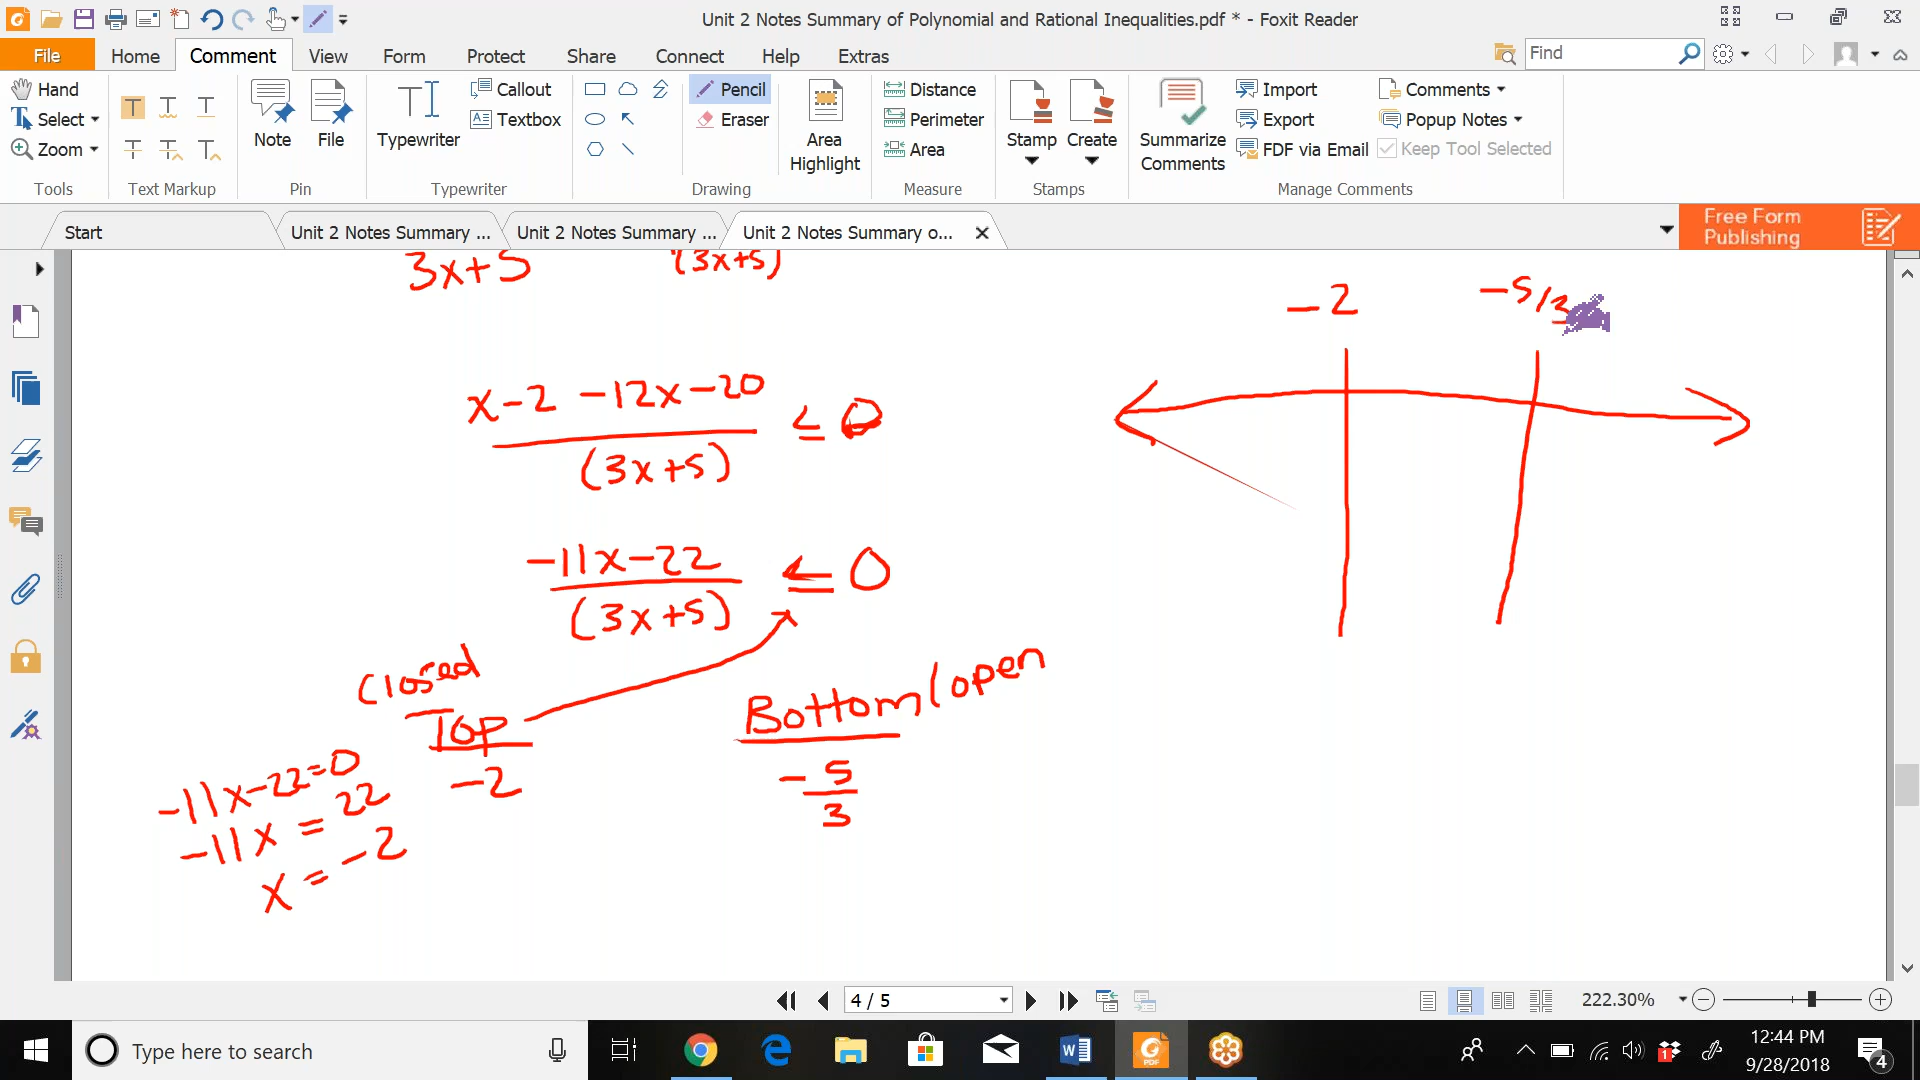 Unit 2 Notes Summary of Polynomial and Rational Inequalities.pdf * - Foxit Reader
File Home Comment View Form Protect Share Connect Help Extras
Find
Hand
Select
Zoom
Tools
Text Markup
Note
File
Pin
Typewriter
Callout
Textbox
Typewriter
Pencil
Eraser
Drawing
Area Highlight
Distance
Perimeter
Area
Measure
Stamp
Create
Stamps
Summarize Comments
Import
Export
FDF via Email
Comments
Popup Notes
Keep Tool Selected
Manage Comments
Start
Unit 2 Notes Summary ...
Unit 2 Notes Summary ...
Unit 2 Notes Summary o...
Free Form Publishing
3x+5
(3x+5)
x-2 -12x-20
≤ 0
(3x+5)
-11x-22
≤ 0
(3x+5)
Closed
Top
-2
Bottom (open
-5
3
-11x-22=0
-11x = 22
x = -2
-2
-5/3
4 / 5
222.30%
Type here to search
12:44 PM
9/28/2018
4